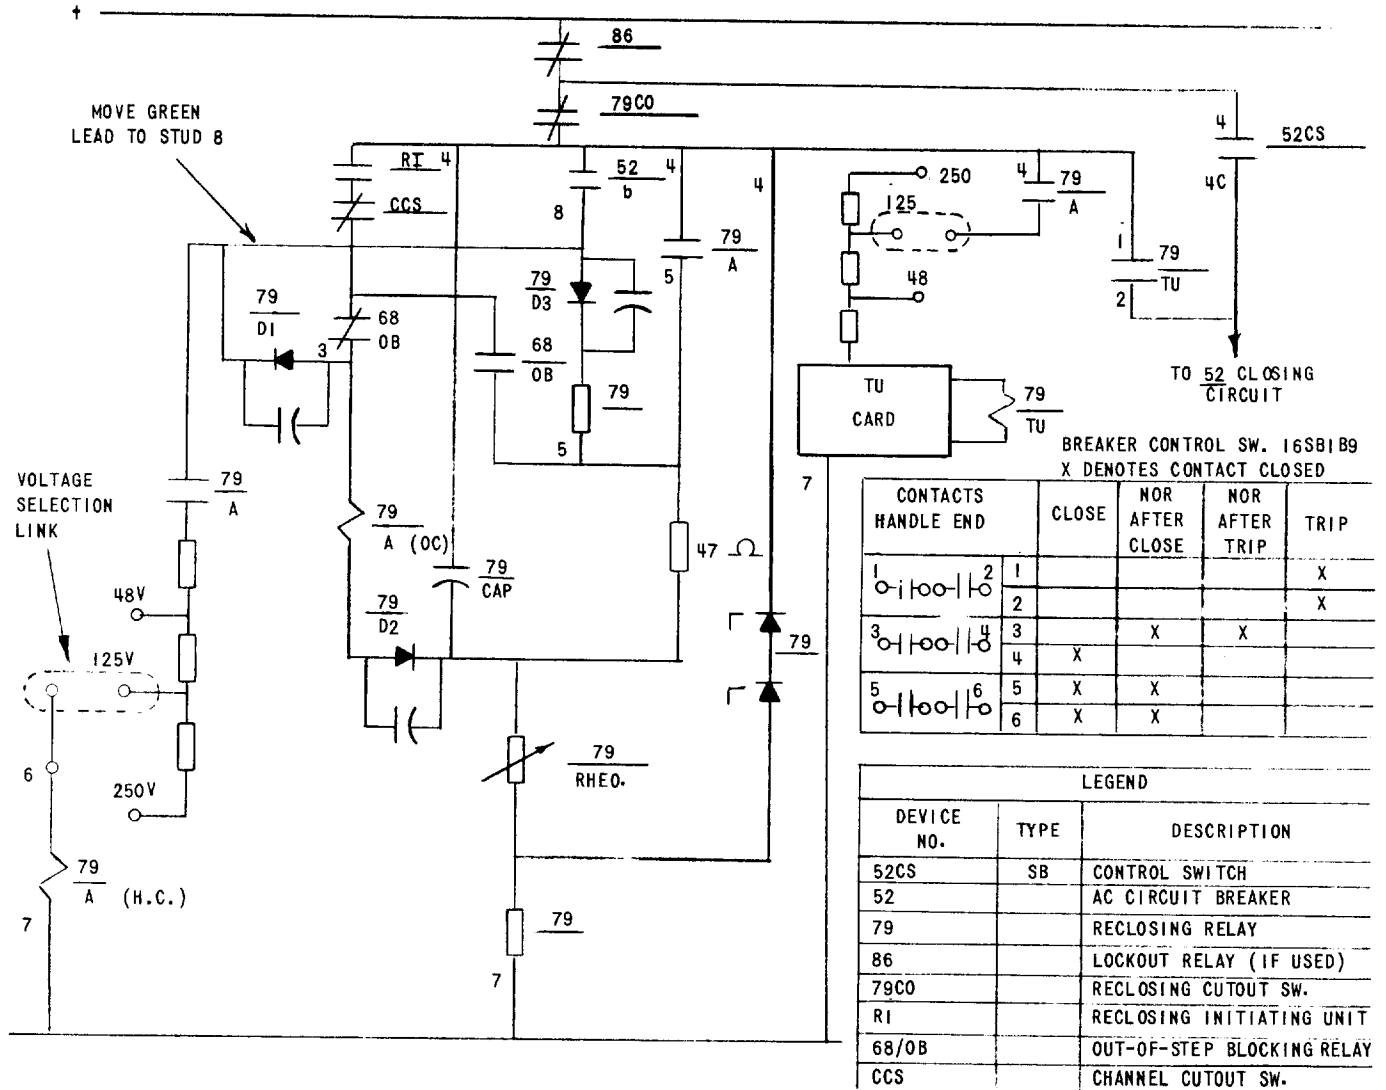 +
86
79CO
MOVE GREEN
LEAD TO STUD 8
RI
4
CCS
52
b
8
4
79
A
5
4
250
125
48
4
79
A
1
79
TU
2
4
52CS
4C
TO 52 CLOSING
CIRCUIT
79
D1
3
68
OB
68
OB
79
D3
79
5
TU
CARD
79
TU
7
VOLTAGE
SELECTION
LINK
79
A
48V
125V
250V
6
79
A (H.C.)
7
79
A (OC)
79
CAP
79
D2
47 Ω
79
79
RHEO.
79
7
BREAKER CONTROL SW. 16SB1B9
X DENOTES CONTACT CLOSED
CONTACTS
HANDLE END
CLOSE
NOR
AFTER
CLOSE
NOR
AFTER
TRIP
TRIP
1 2 1 X
2 X
3 4 3 X X
4 X
5 6 5 X X
6 X X
LEGEND
DEVICE
NO.
TYPE
DESCRIPTION
52CS SB CONTROL SWITCH
52 AC CIRCUIT BREAKER
79 RECLOSING RELAY
86 LOCKOUT RELAY (IF USED)
79CO RECLOSING CUTOUT SW.
RI RECLOSING INITIATING UNIT
68/OB OUT-OF-STEP BLOCKING RELAY
CCS CHANNEL CUTOUT SW.